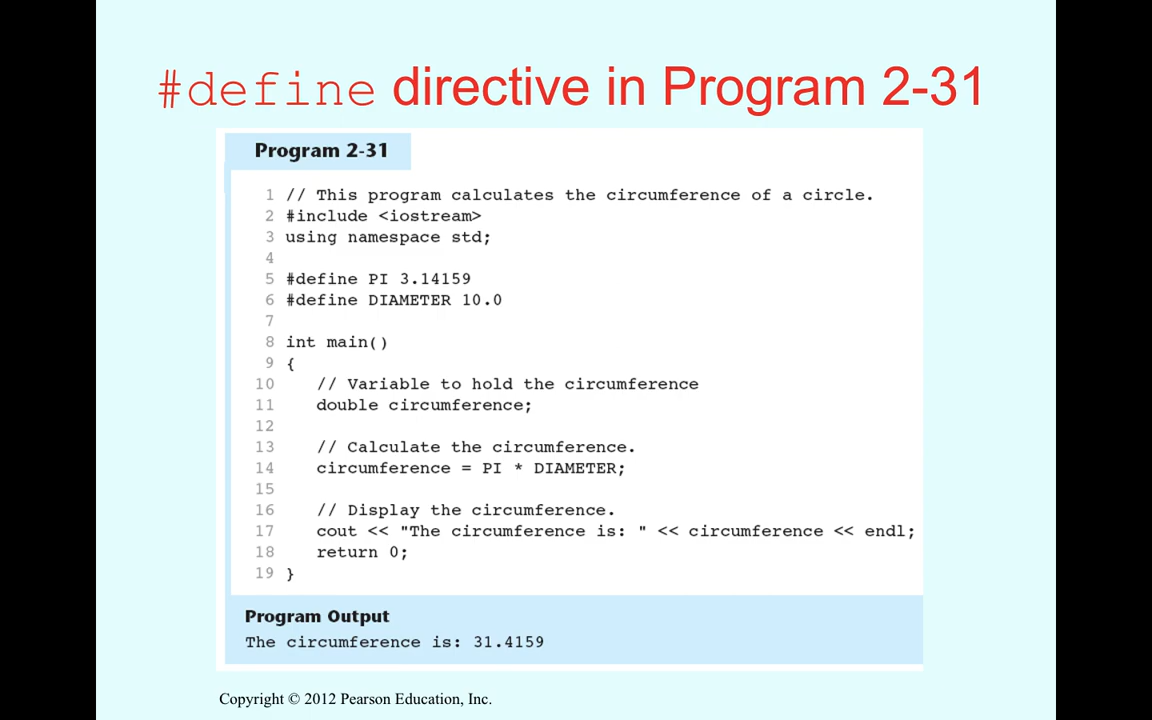 #define directive in Program 2-31
Program 2-31
1 // This program calculates the circumference of a circle.
2 #include <iostream>
3 using namespace std;
4
5 #define PI 3.14159
6 #define DIAMETER 10.0
7
8 int main()
9 {
10    // Variable to hold the circumference
11    double circumference;
12
13    // Calculate the circumference.
14    circumference = PI * DIAMETER;
15
16    // Display the circumference.
17    cout << "The circumference is: " << circumference << endl;
18    return 0;
19 }
Program Output
The circumference is: 31.4159
Copyright © 2012 Pearson Education, Inc.